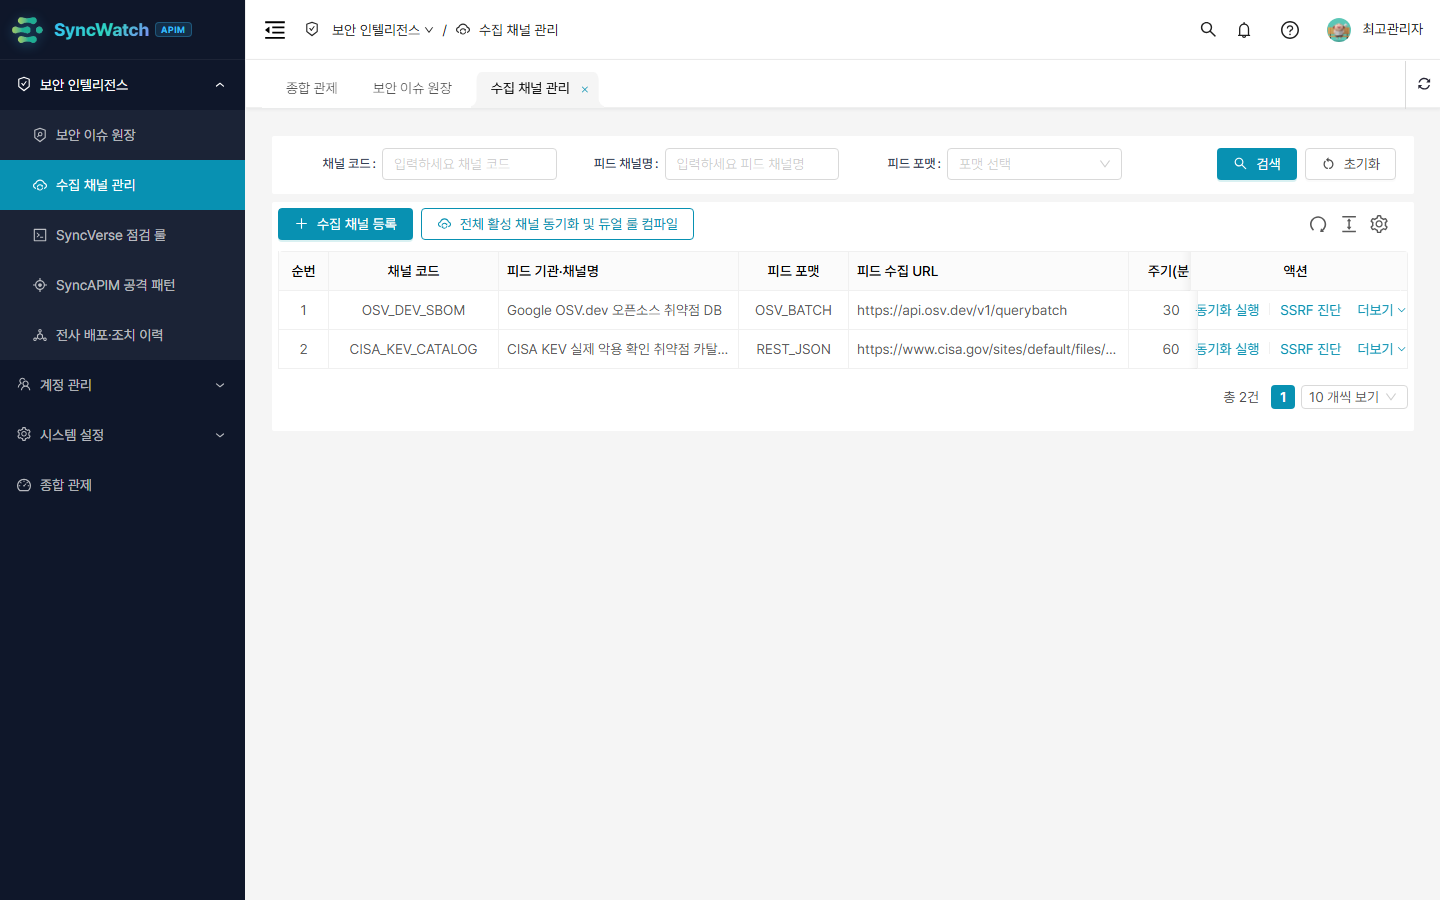 SyncWatch APIM
보안 인텔리전스
보안 이슈 원장
수집 채널 관리
SyncVerse 점검 룰
SyncAPIM 공격 패턴
전사 배포·조치 이력
계정 관리
시스템 설정
종합 관제
보안 인텔리전스 / 수집 채널 관리
최고관리자
종합 관제 보안 이슈 원장 수집 채널 관리 ×
채널 코드: 입력하세요 채널 코드 피드 채널명: 입력하세요 피드 채널명 피드 포맷: 포맷 선택 검색 초기화
수집 채널 등록 전체 활성 채널 동기화 및 듀얼 룰 컴파일
순번 채널 코드 피드 기관·채널명 피드 포맷 피드 수집 URL 주기(분 액션
1 OSV_DEV_SBOM Google OSV.dev 오픈소스 취약점 DB OSV_BATCH https://api.osv.dev/v1/querybatch 30 동기화 실행 SSRF 진단 더보기
2 CISA_KEV_CATALOG CISA KEV 실제 악용 확인 취약점 카탈... REST_JSON https://www.cisa.gov/sites/default/files/... 60 동기화 실행 SSRF 진단 더보기
총 2건 1 10 개씩 보기